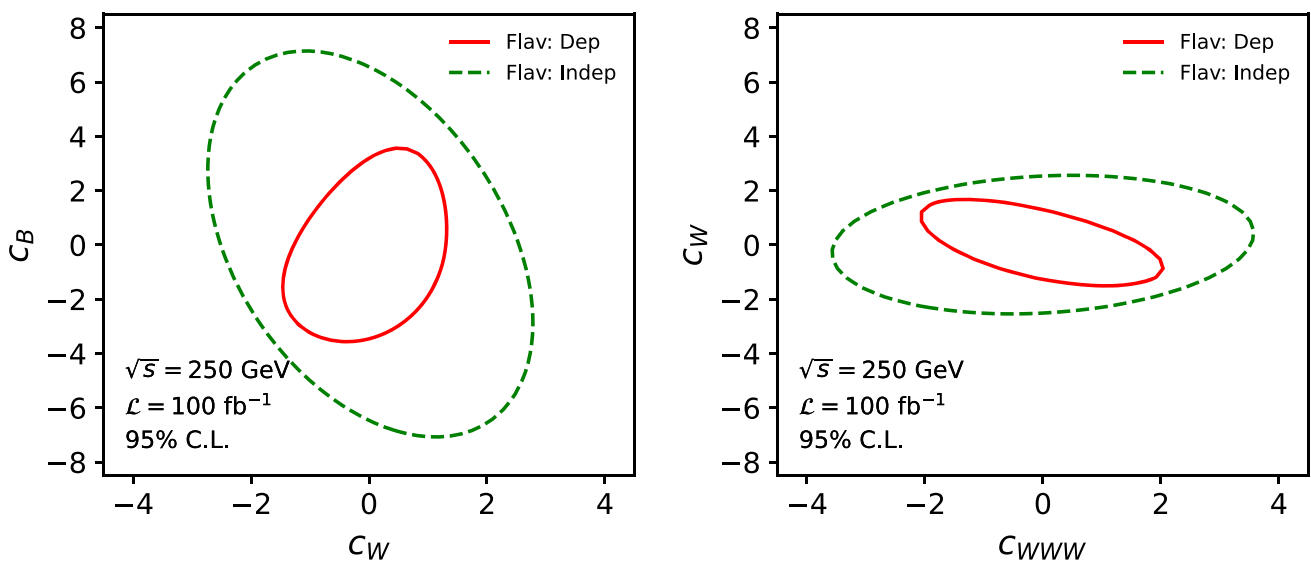 8
6
4
2
0
−2
−4
−6
−8
c_B
Flav: Dep
Flav: Indep
√s = 250 GeV
ℒ = 100 fb⁻¹
95% C.L.
−4 −2 0 2 4
c_W
8
6
4
2
0
−2
−4
−6
−8
c_W
Flav: Dep
Flav: Indep
√s = 250 GeV
ℒ = 100 fb⁻¹
95% C.L.
−4 −2 0 2 4
c_WWW